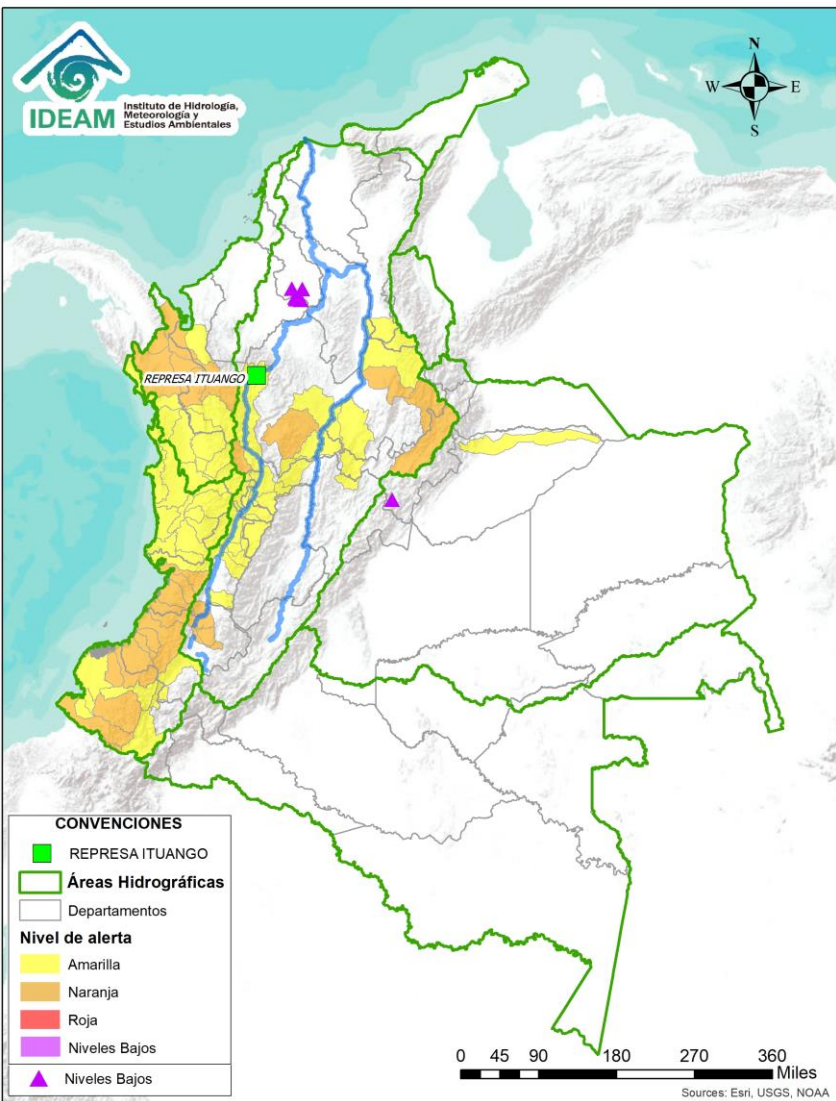 IDEAM
Instituto de Hidrología,
Meteorología y
Estudios Ambientales
N
W E
S
REPRESA ITUANGO
CONVENCIONES
REPRESA ITUANGO
Áreas Hidrográficas
Departamentos
Nivel de alerta
Amarilla
Naranja
Roja
Niveles Bajos
Niveles Bajos
0 45 90 180 270 360
Miles
Sources: Esri, USGS, NOAA